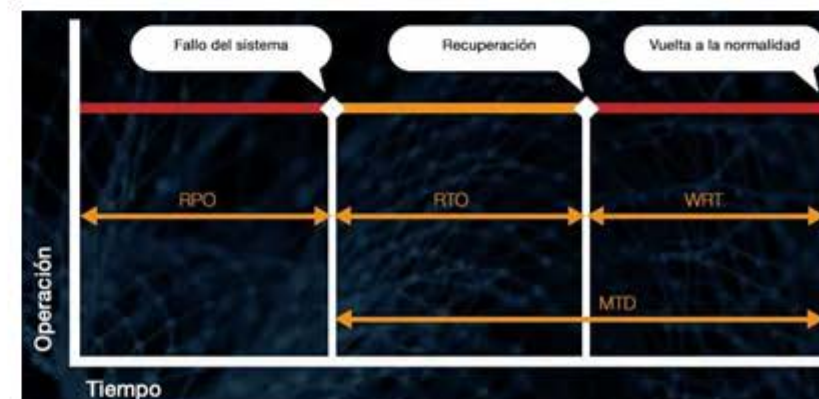 Fallo del sistema
Recuperación
Vuelta a la normalidad
RPO
RTO
WRT
MTD
Operación
Tiempo